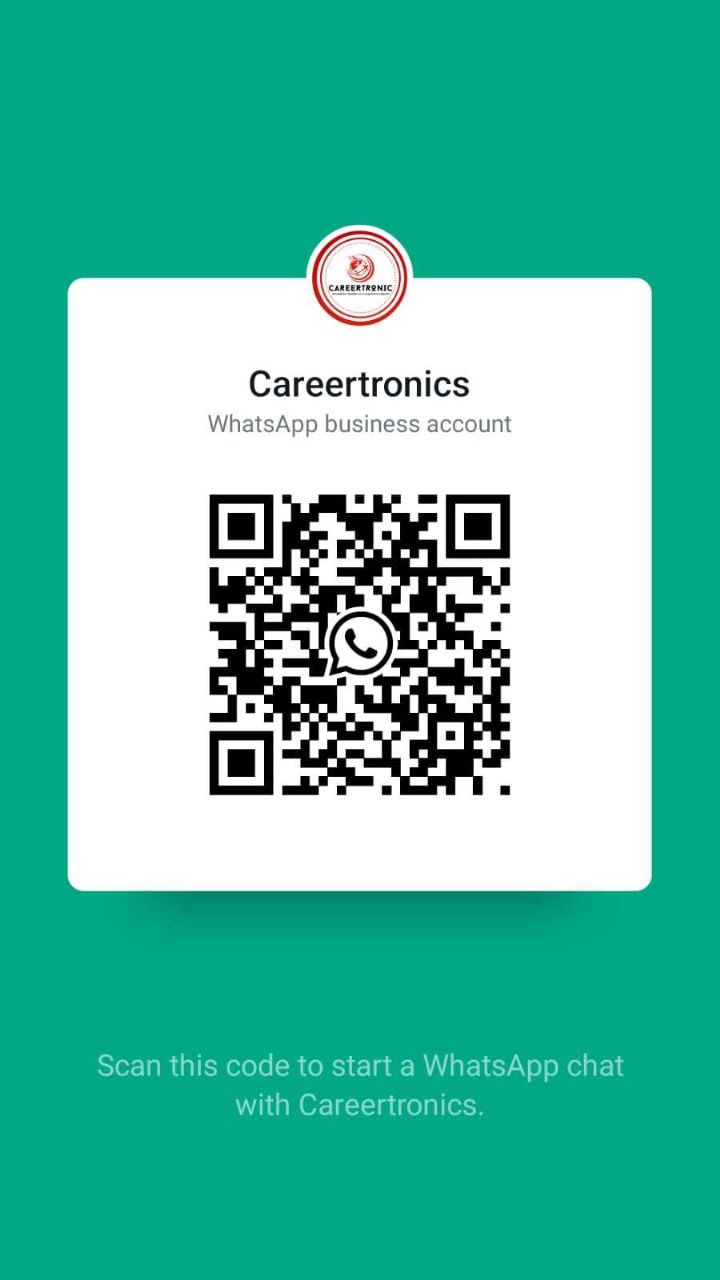 CAREERTRONIC
Careertronics
WhatsApp business account
Scan this code to start a WhatsApp chat
with Careertronics.